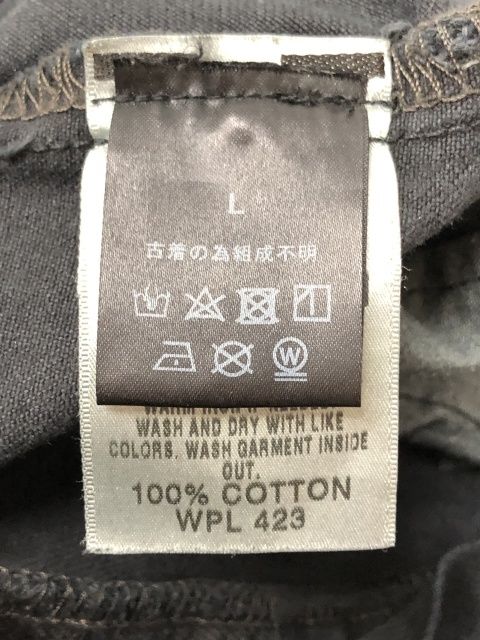 L
古着の為組成不明
W
WASH AND DRY WITH LIKE
COLORS. WASH GARMENT INSIDE
OUT.
100% COTTON
WPL 423